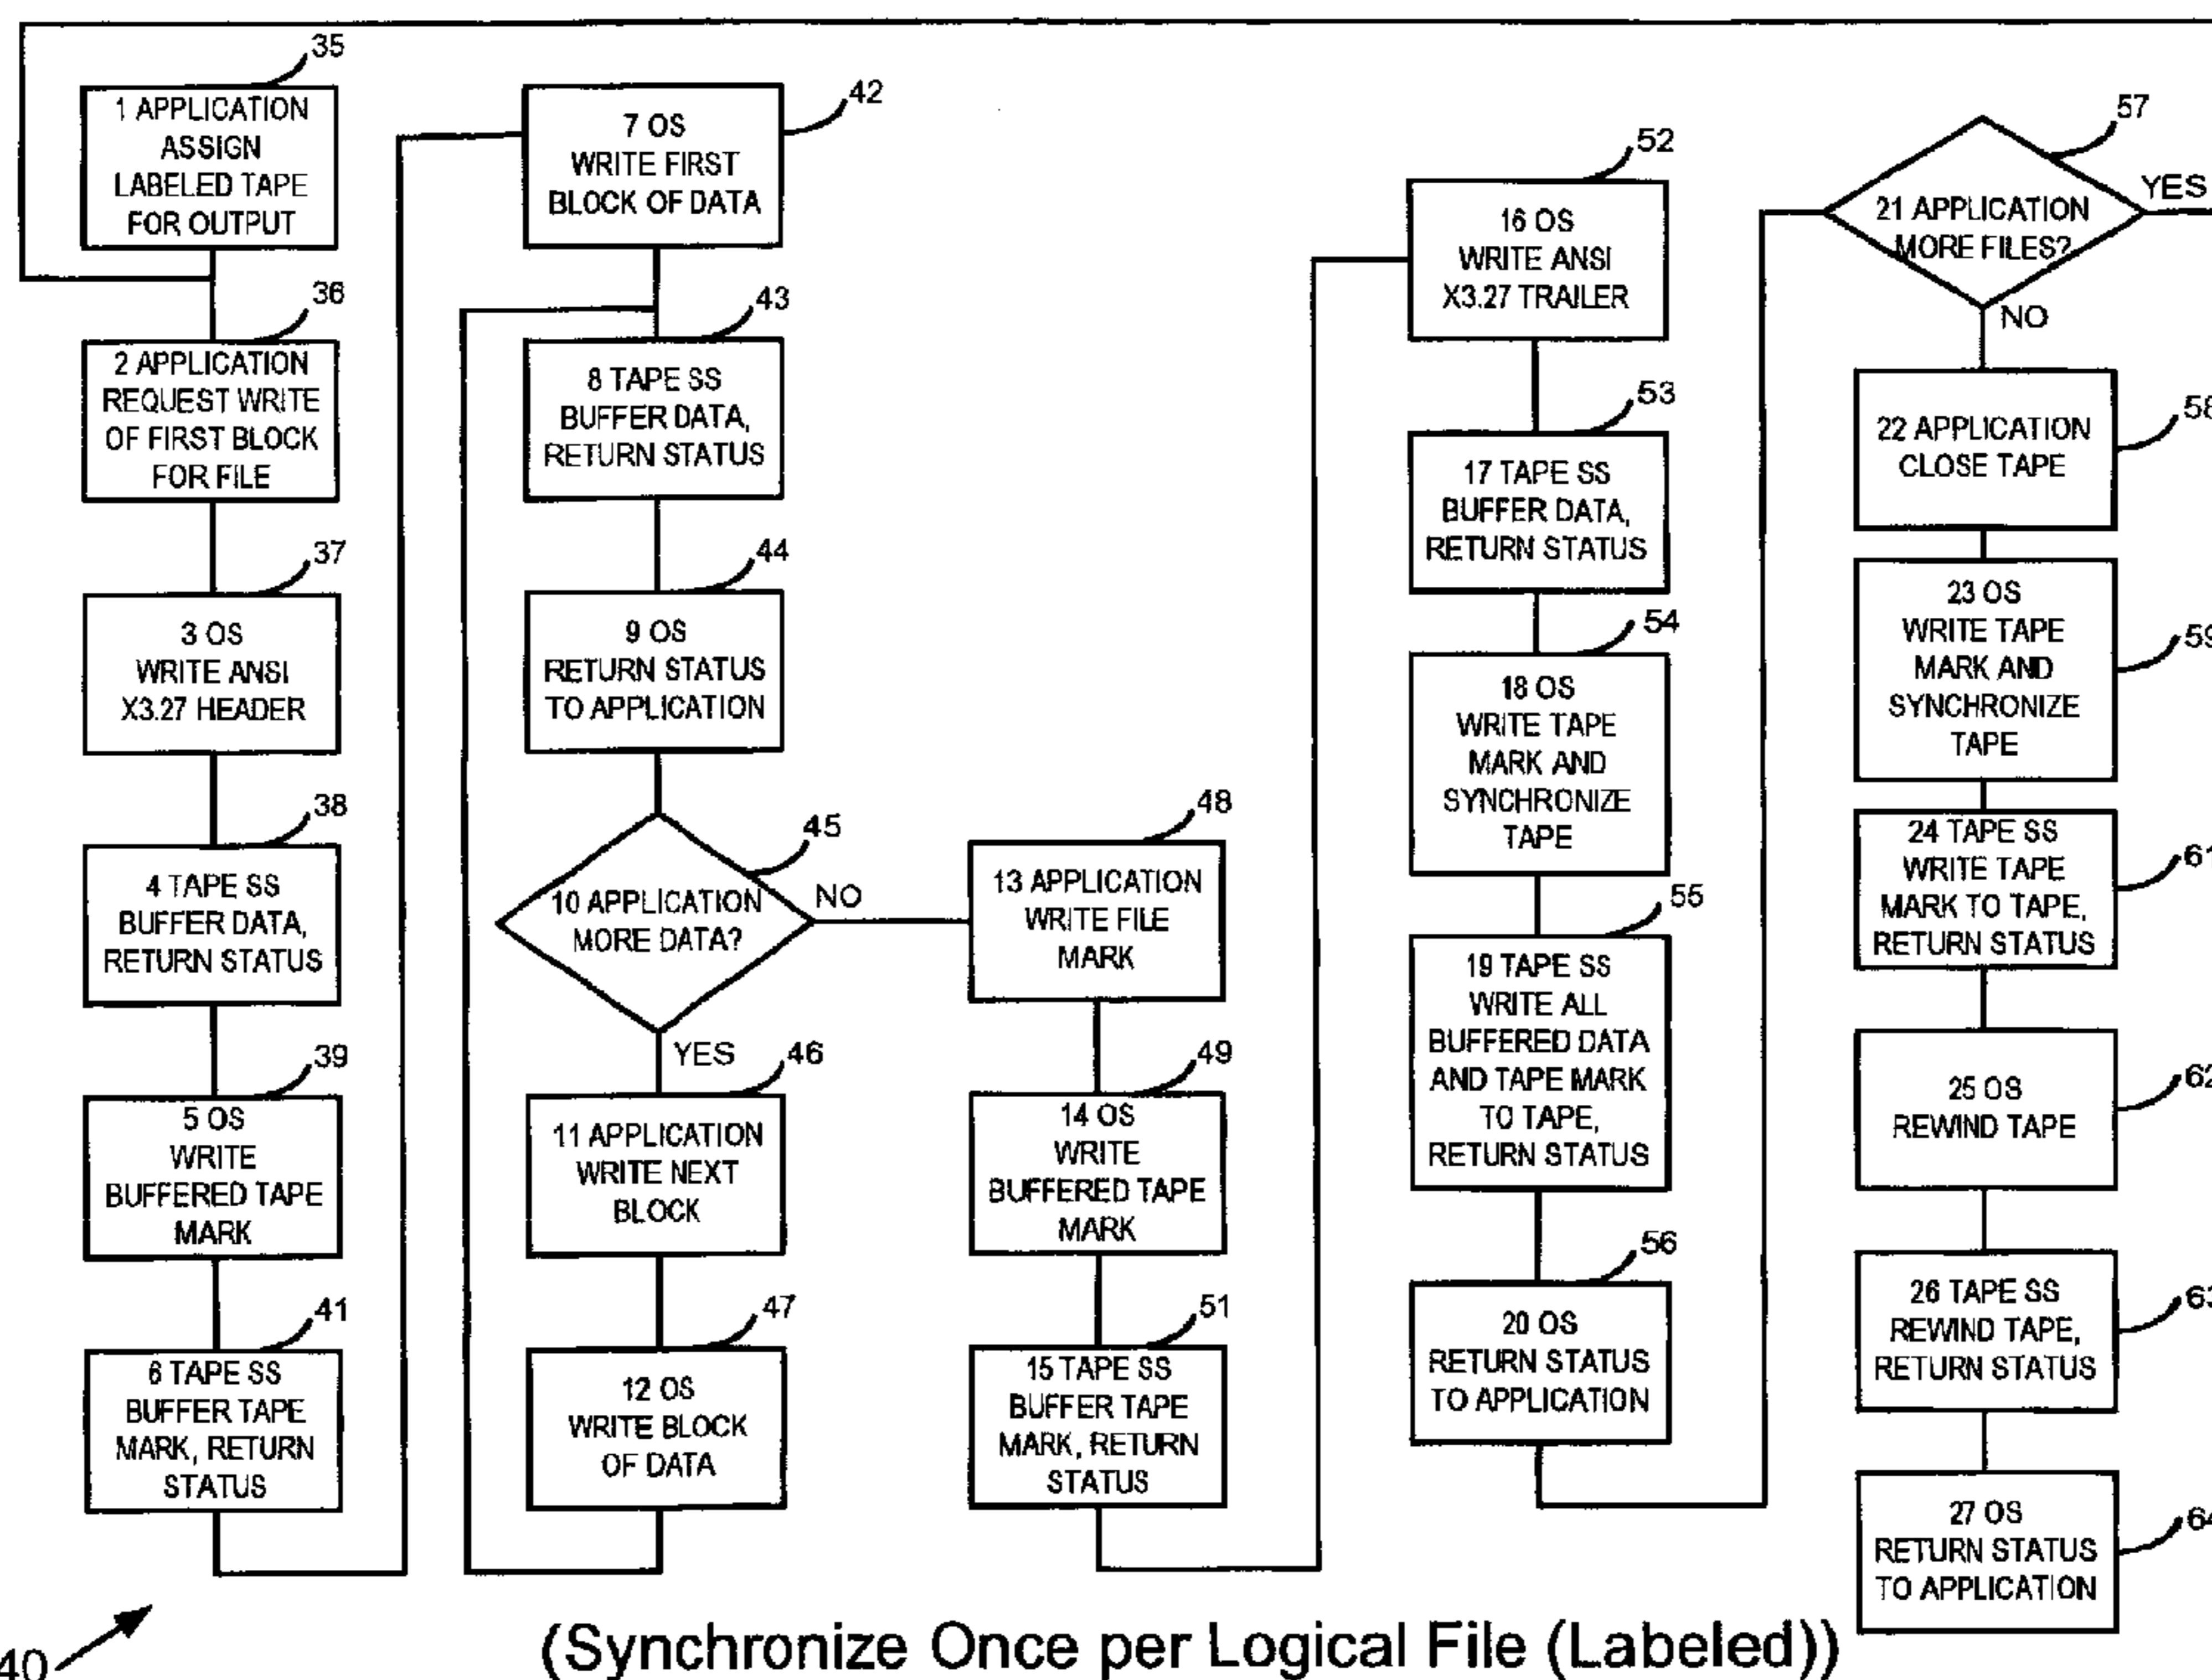 35
1 APPLICATION
ASSIGN
LABELED TAPE
FOR OUTPUT
36
2 APPLICATION
REQUEST WRITE
OF FIRST BLOCK
FOR FILE
37
3 OS
WRITE ANSI
X3.27 HEADER
38
4 TAPE SS
BUFFER DATA,
RETURN STATUS
39
5 OS
WRITE
BUFFERED TAPE
MARK
41
6 TAPE SS
BUFFER TAPE
MARK, RETURN
STATUS
42
7 OS
WRITE FIRST
BLOCK OF DATA
43
8 TAPE SS
BUFFER DATA,
RETURN STATUS
44
9 OS
RETURN STATUS
TO APPLICATION
45
10 APPLICATION
MORE DATA?
NO
YES
46
11 APPLICATION
WRITE NEXT
BLOCK
47
12 OS
WRITE BLOCK
OF DATA
48
13 APPLICATION
WRITE FILE
MARK
49
14 OS
WRITE
BUFFERED TAPE
MARK
51
15 TAPE SS
BUFFER TAPE
MARK, RETURN
STATUS
52
16 OS
WRITE ANSI
X3.27 TRAILER
53
17 TAPE SS
BUFFER DATA,
RETURN STATUS
54
18 OS
WRITE TAPE
MARK AND
SYNCHRONIZE
TAPE
55
19 TAPE SS
WRITE ALL
BUFFERED DATA
AND TAPE MARK
TO TAPE,
RETURN STATUS
56
20 OS
RETURN STATUS
TO APPLICATION
57
21 APPLICATION
MORE FILES?
YES
NO
58
22 APPLICATION
CLOSE TAPE
59
23 OS
WRITE TAPE
MARK AND
SYNCHRONIZE
TAPE
61
24 TAPE SS
WRITE TAPE
MARK TO TAPE,
RETURN STATUS
62
25 OS
REWIND TAPE
63
26 TAPE SS
REWIND TAPE,
RETURN STATUS
64
27 OS
RETURN STATUS
TO APPLICATION
40
(Synchronize Once per Logical File (Labeled))